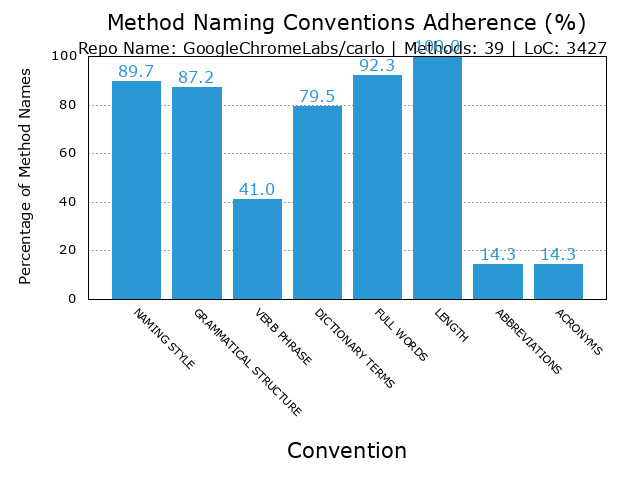 Method Naming Conventions Adherence (%)
Repo Name: GoogleChromeLabs/carlo | Methods: 39 | LoC: 3427
100.0
100
80
60
40
20
0
Percentage of Method Names
89.7
87.2
41.0
79.5
92.3
14.3
14.3
NAMING STYLE
GRAMMATICAL STRUCTURE
VERB PHRASE
DICTIONARY TERMS
FULL WORDS
LENGTH
ABBREVIATIONS
ACRONYMS
Convention